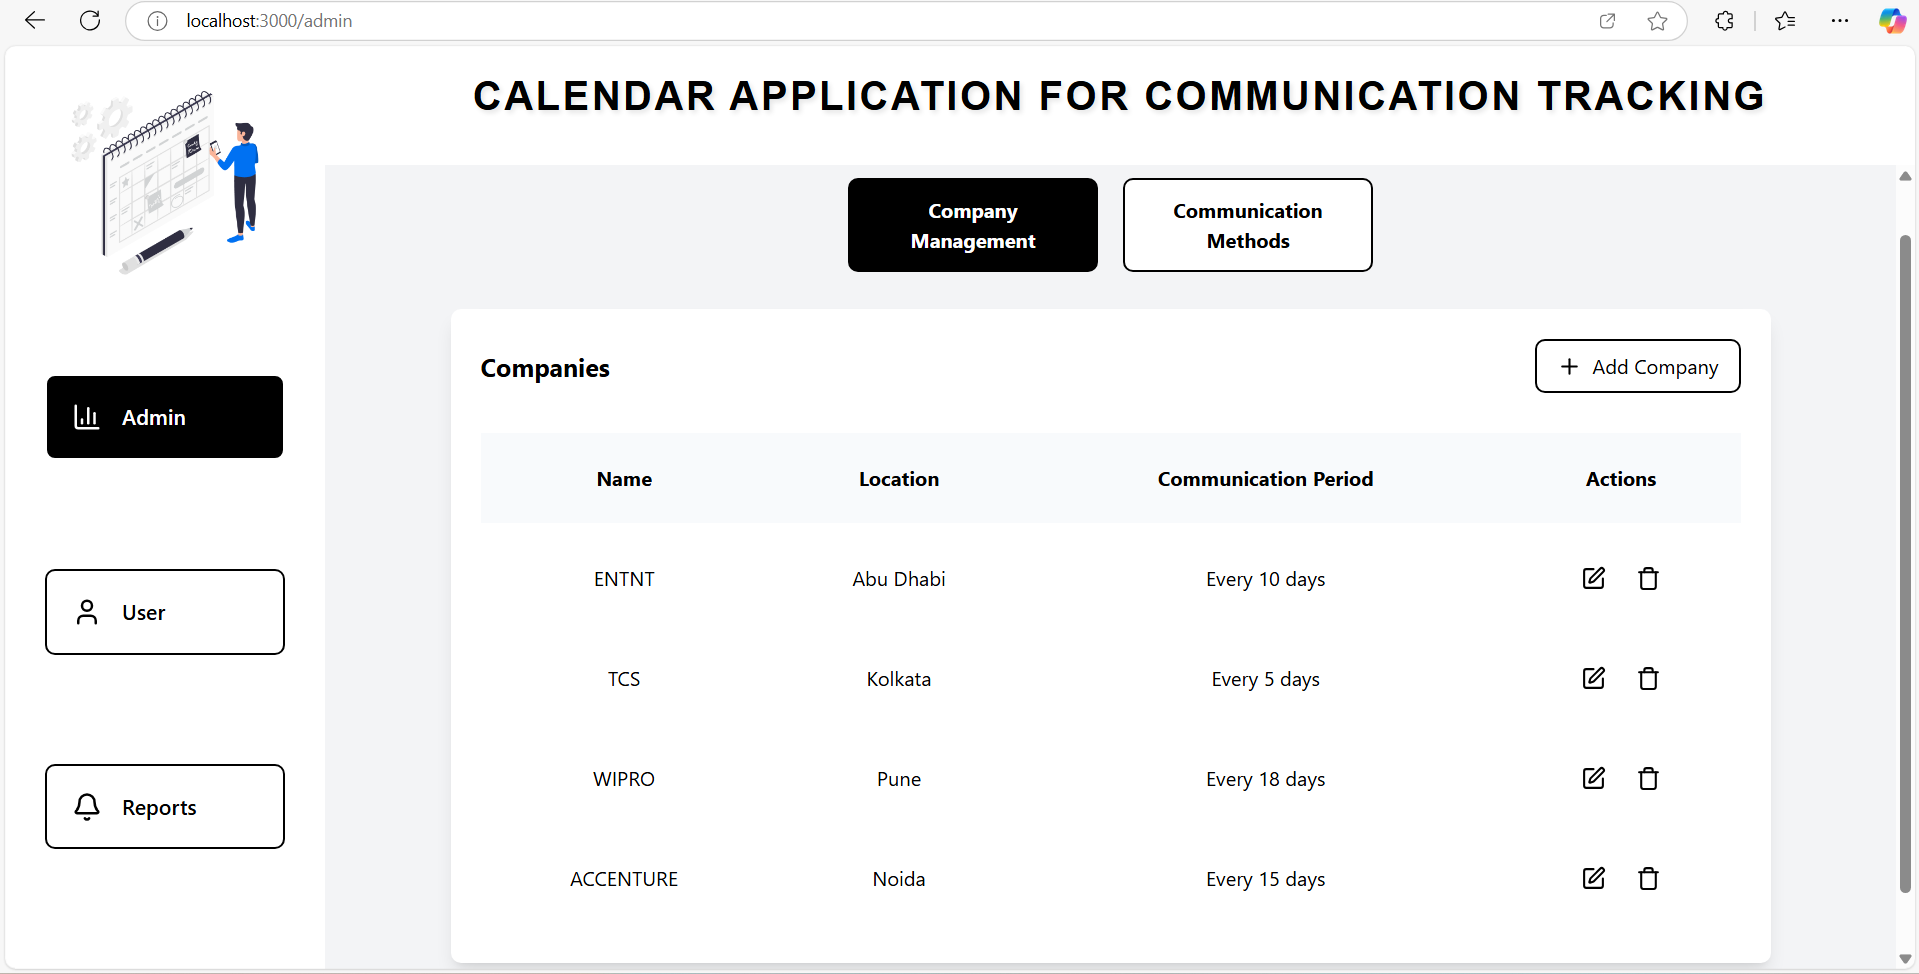 localhost:3000/admin
CALENDAR APPLICATION FOR COMMUNICATION TRACKING
Company
Management
Communication
Methods
Admin
User
Reports
Companies
Add Company
Name Location Communication Period Actions
ENTNT Abu Dhabi Every 10 days
TCS Kolkata Every 5 days
WIPRO Pune Every 18 days
ACCENTURE Noida Every 15 days